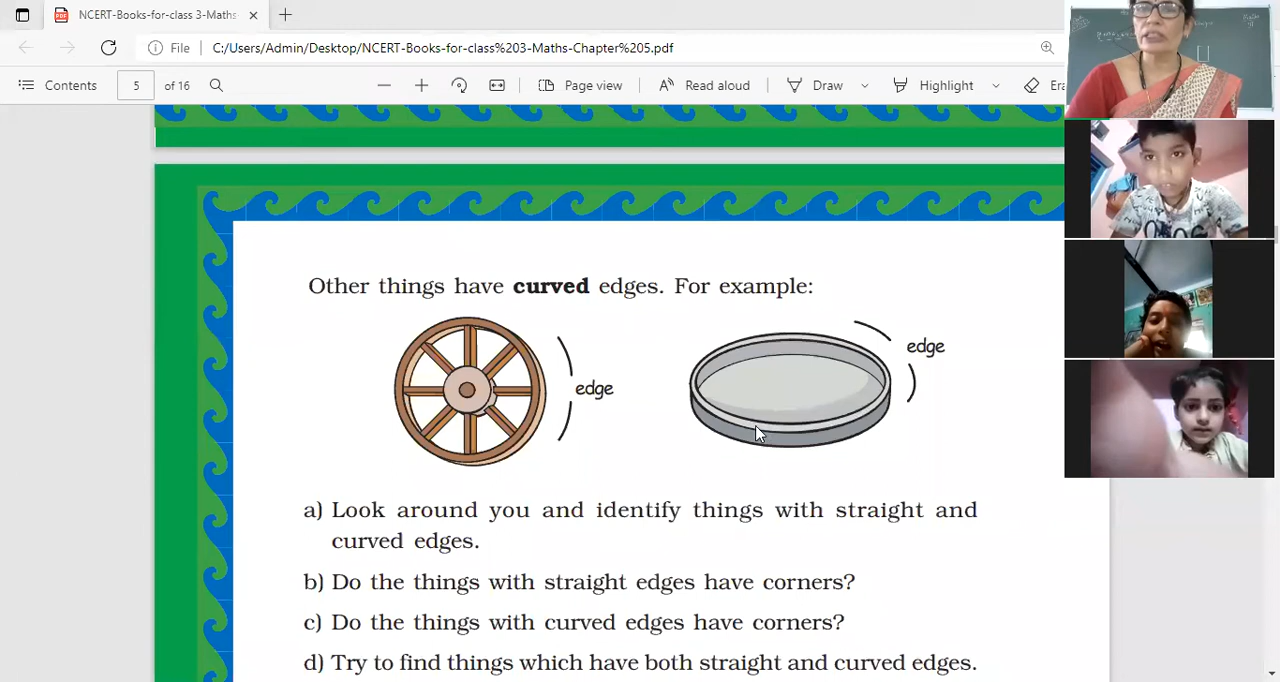 NCERT-Books-for-class 3-Maths-
File
C:/Users/Admin/Desktop/NCERT-Books-for-class%203-Maths-Chapter%205.pdf
Contents
5
of 16
Page view
Read aloud
Draw
Highlight
Era
Other things have curved edges. For example:
edge
edge
a) Look around you and identify things with straight and
curved edges.
b) Do the things with straight edges have corners?
c) Do the things with curved edges have corners?
d) Try to find things which have both straight and curved edges.